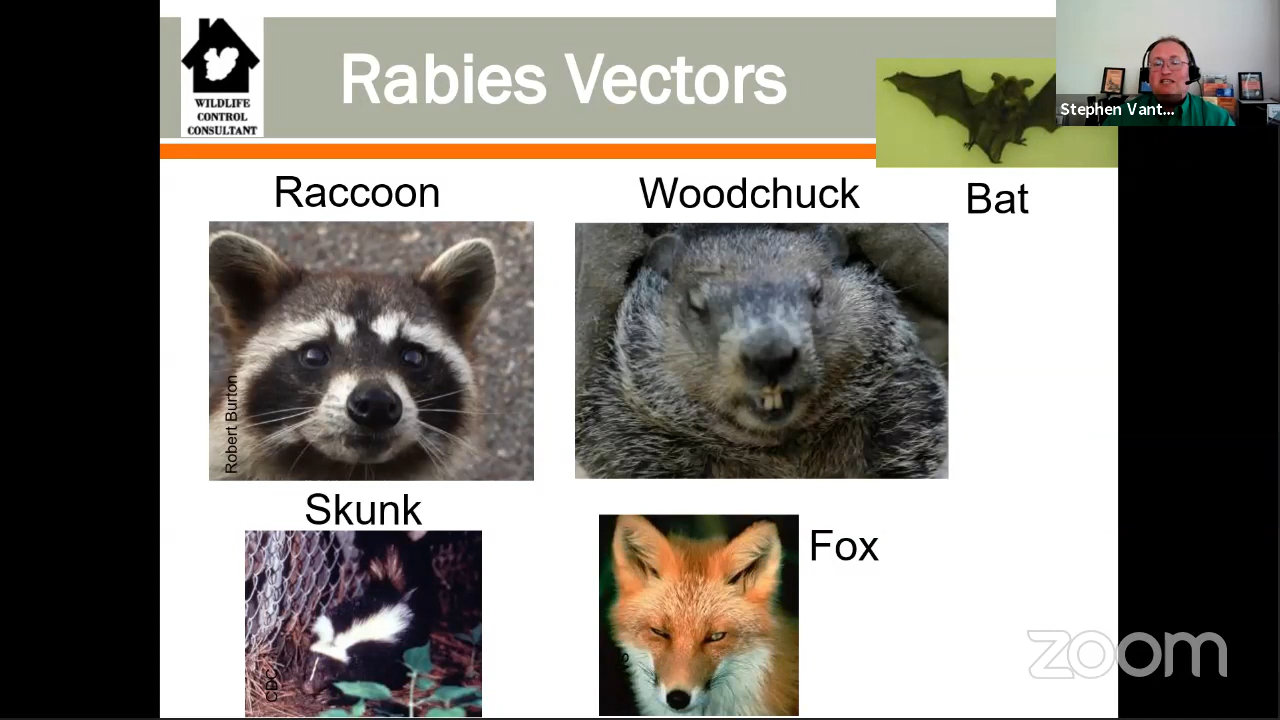 WILDLIFE
CONTROL
CONSULTANT
Rabies Vectors
Stephen Vant...
Raccoon
Woodchuck
Bat
Robert Burton
Skunk
Fox
CDC
zoom